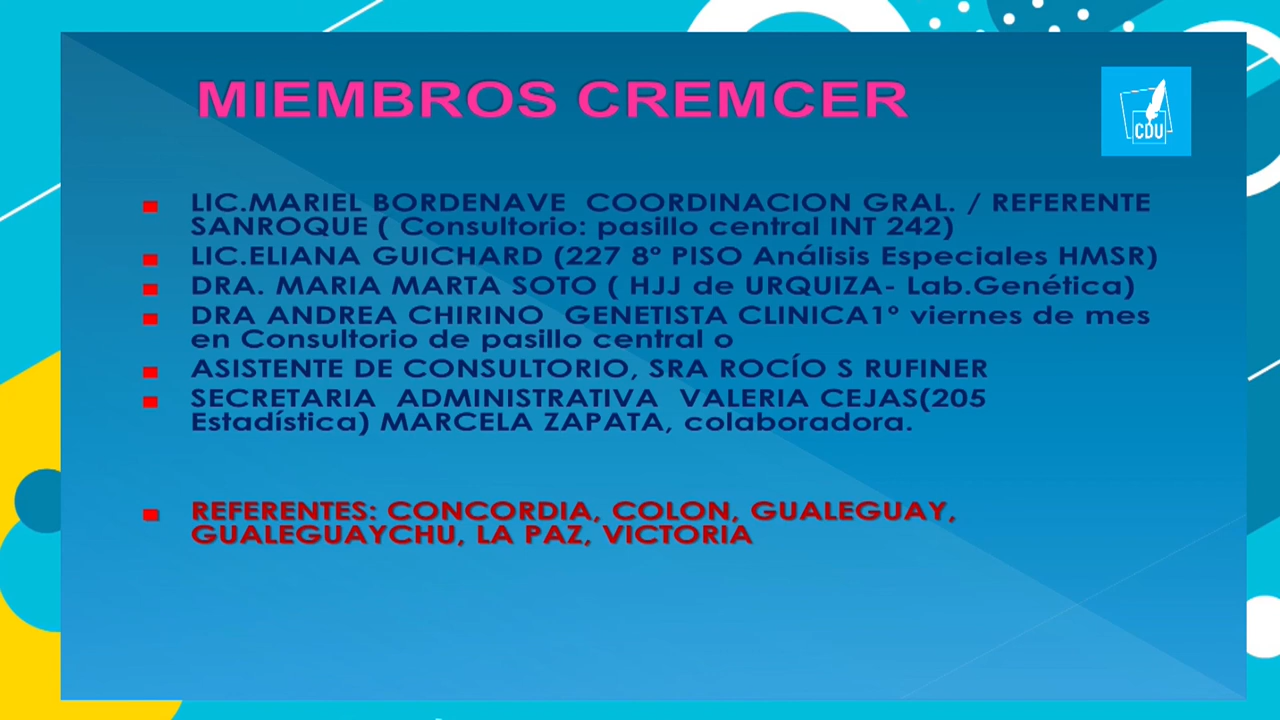 MIEMBROS CREMCER
CDU
LIC.MARIEL BORDENAVE  COORDINACION GRAL. / REFERENTE
SANROQUE ( Consultorio: pasillo central INT 242)
LIC.ELIANA GUICHARD (227 8º PISO Análisis Especiales HMSR)
DRA. MARIA MARTA SOTO ( HJJ de URQUIZA- Lab.Genética)
DRA ANDREA CHIRINO  GENETISTA CLINICA1º viernes de mes
en Consultorio de pasillo central o
ASISTENTE DE CONSULTORIO, SRA ROCÍO S RUFINER
SECRETARIA  ADMINISTRATIVA  VALERIA CEJAS(205
Estadística) MARCELA ZAPATA, colaboradora.
REFERENTES: CONCORDIA, COLON, GUALEGUAY,
GUALEGUAYCHU, LA PAZ, VICTORIA